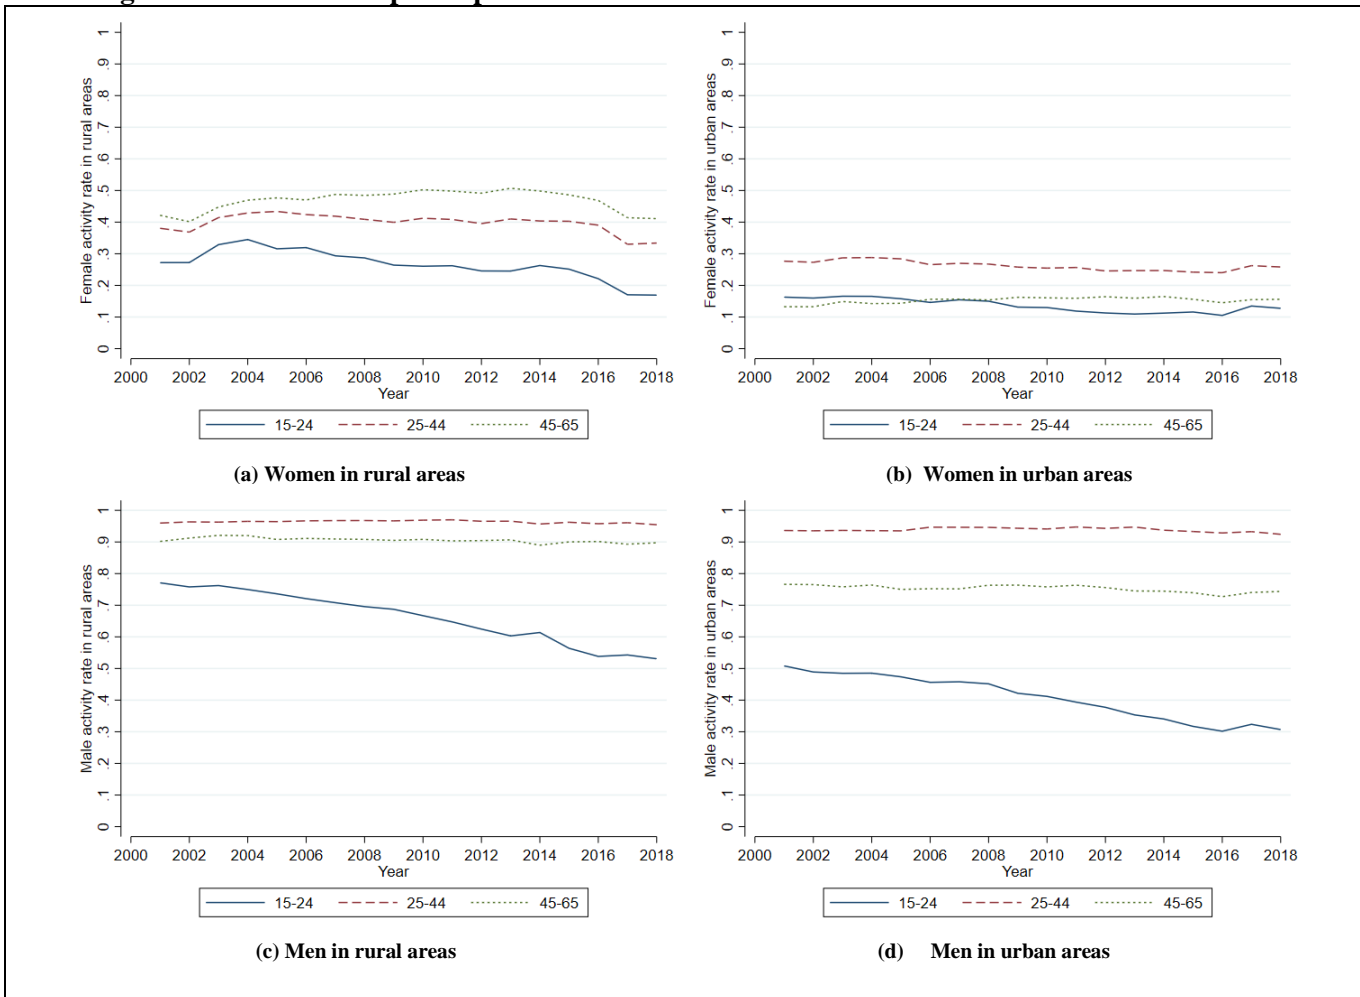 Female activity rate in rural areas
1
.9
.8
.7
.6
.5
.4
.3
.2
.1
0
2000 2002 2004 2006 2008 2010 2012 2014 2016 2018
Year
15-24 25-44 45-65
(a) Women in rural areas
Female activity rate in urban areas
1
.9
.8
.7
.6
.5
.4
.3
.2
.1
0
2000 2002 2004 2006 2008 2010 2012 2014 2016 2018
Year
15-24 25-44 45-65
(b) Women in urban areas
Male activity rate in rural areas
1
.9
.8
.7
.6
.5
.4
.3
.2
.1
0
2000 2002 2004 2006 2008 2010 2012 2014 2016 2018
Year
15-24 25-44 45-65
(c) Men in rural areas
Male activity rate in urban areas
1
.9
.8
.7
.6
.5
.4
.3
.2
.1
0
2000 2002 2004 2006 2008 2010 2012 2014 2016 2018
Year
15-24 25-44 45-65
(d) Men in urban areas